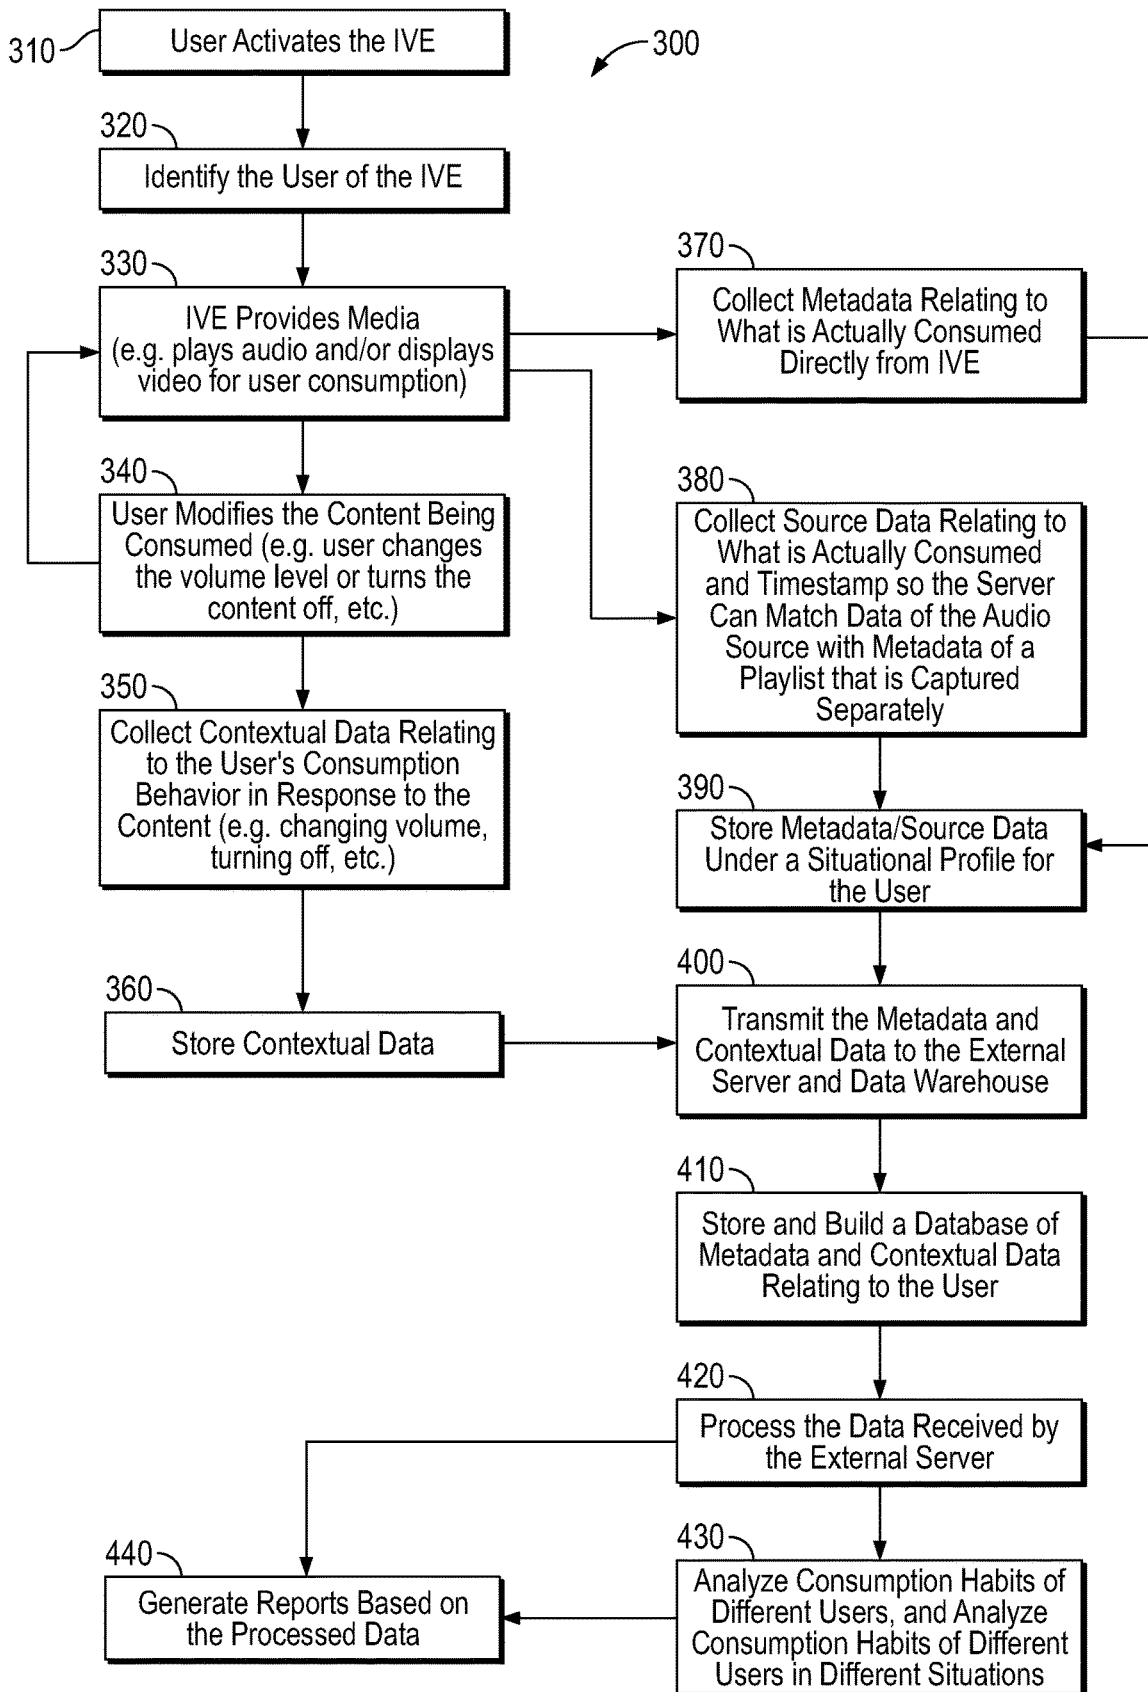 310
User Activates the IVE
300
320
Identify the User of the IVE
330
IVE Provides Media
(e.g. plays audio and/or displays
video for user consumption)
340
User Modifies the Content Being
Consumed (e.g. user changes
the volume level or turns the
content off, etc.)
350
Collect Contextual Data Relating
to the User's Consumption
Behavior in Response to the
Content (e.g. changing volume,
turning off, etc.)
360
Store Contextual Data
370
Collect Metadata Relating to
What is Actually Consumed
Directly from IVE
380
Collect Source Data Relating to
What is Actually Consumed
and Timestamp so the Server
Can Match Data of the Audio
Source with Metadata of a
Playlist that is Captured
Separately
390
Store Metadata/Source Data
Under a Situational Profile for
the User
400
Transmit the Metadata and
Contextual Data to the External
Server and Data Warehouse
410
Store and Build a Database of
Metadata and Contextual Data
Relating to the User
420
Process the Data Received by
the External Server
430
Analyze Consumption Habits of
Different Users, and Analyze
Consumption Habits of Different
Users in Different Situations
440
Generate Reports Based on
the Processed Data